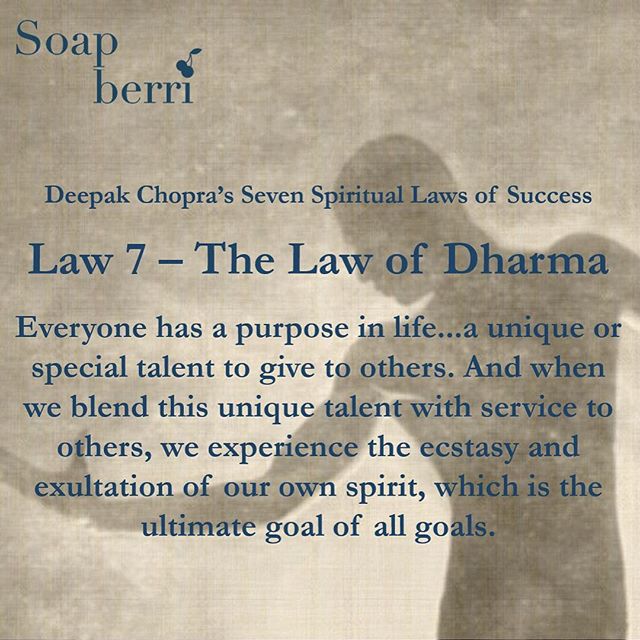 Soap
berri
Deepak Chopra's Seven Spiritual Laws of Success
Law 7 – The Law of Dharma
Everyone has a purpose in life...a unique or
special talent to give to others. And when
we blend this unique talent with service to
others, we experience the ecstasy and
exultation of our own spirit, which is the
ultimate goal of all goals.